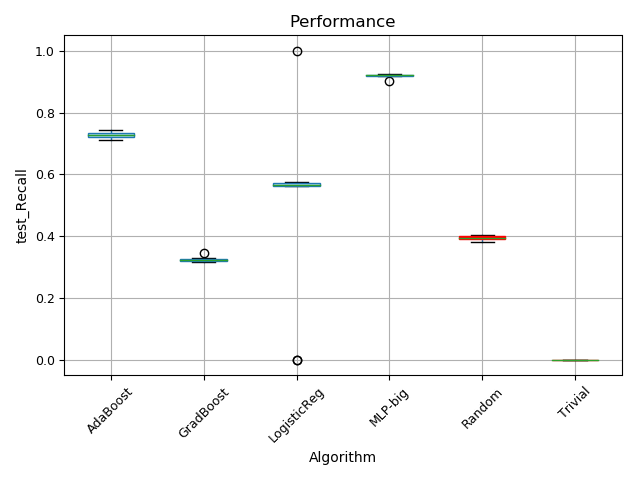 Performance
test_Recall
1.0
0.8
0.6
0.4
0.2
0.0
AdaBoost
GradBoost
LogisticReg
MLP-big
Random
Trivial
Algorithm